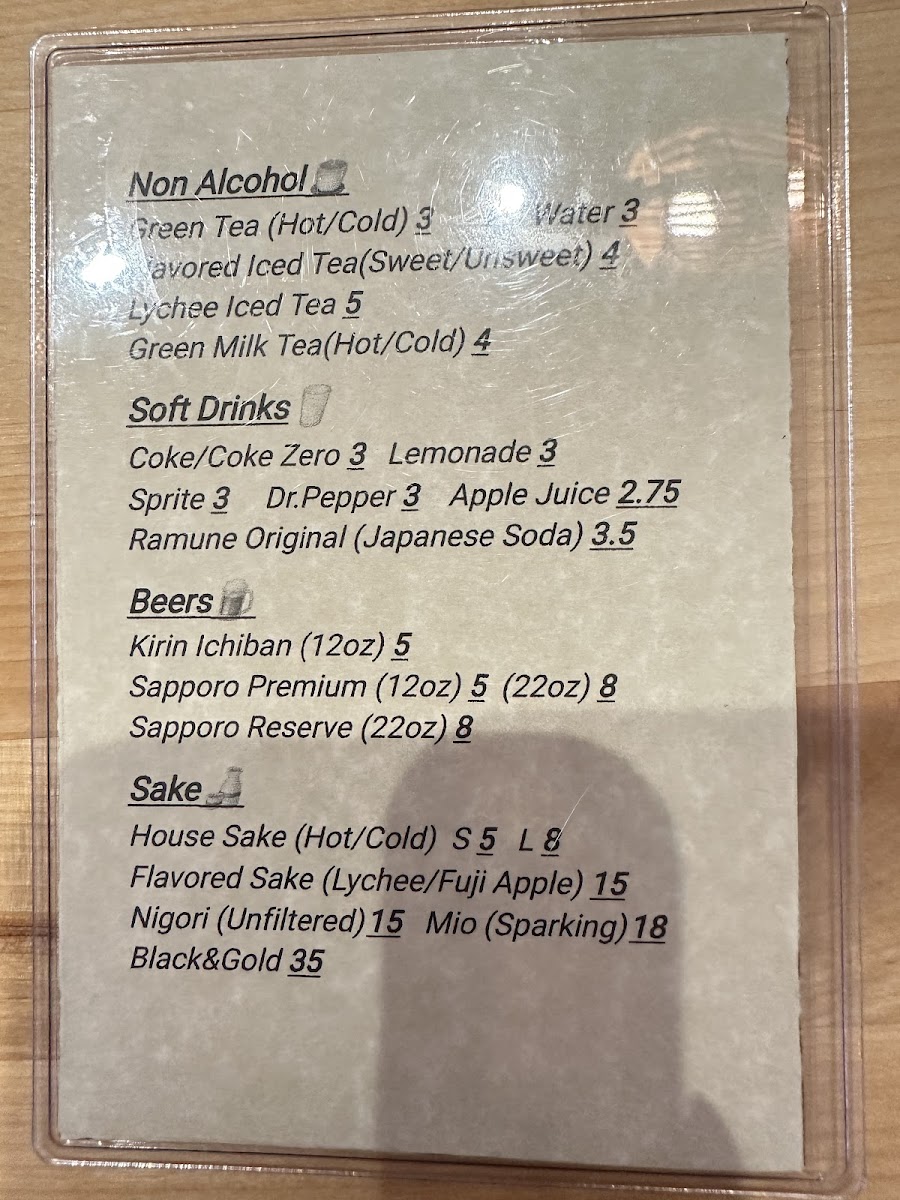 Non Alcohol
Green Tea (Hot/Cold) 3 Water 3
Flavored Iced Tea(Sweet/Unsweet) 4
Lychee Iced Tea 5
Green Milk Tea(Hot/Cold) 4
Soft Drinks
Coke/Coke Zero 3 Lemonade 3
Sprite 3 Dr.Pepper 3 Apple Juice 2.75
Ramune Original (Japanese Soda) 3.5
Beers
Kirin Ichiban (12oz) 5
Sapporo Premium (12oz) 5 (22oz) 8
Sapporo Reserve (22oz) 8
Sake
House Sake (Hot/Cold) S 5 L 8
Flavored Sake (Lychee/Fuji Apple) 15
Nigori (Unfiltered) 15 Mio (Sparking) 18
Black&Gold 35